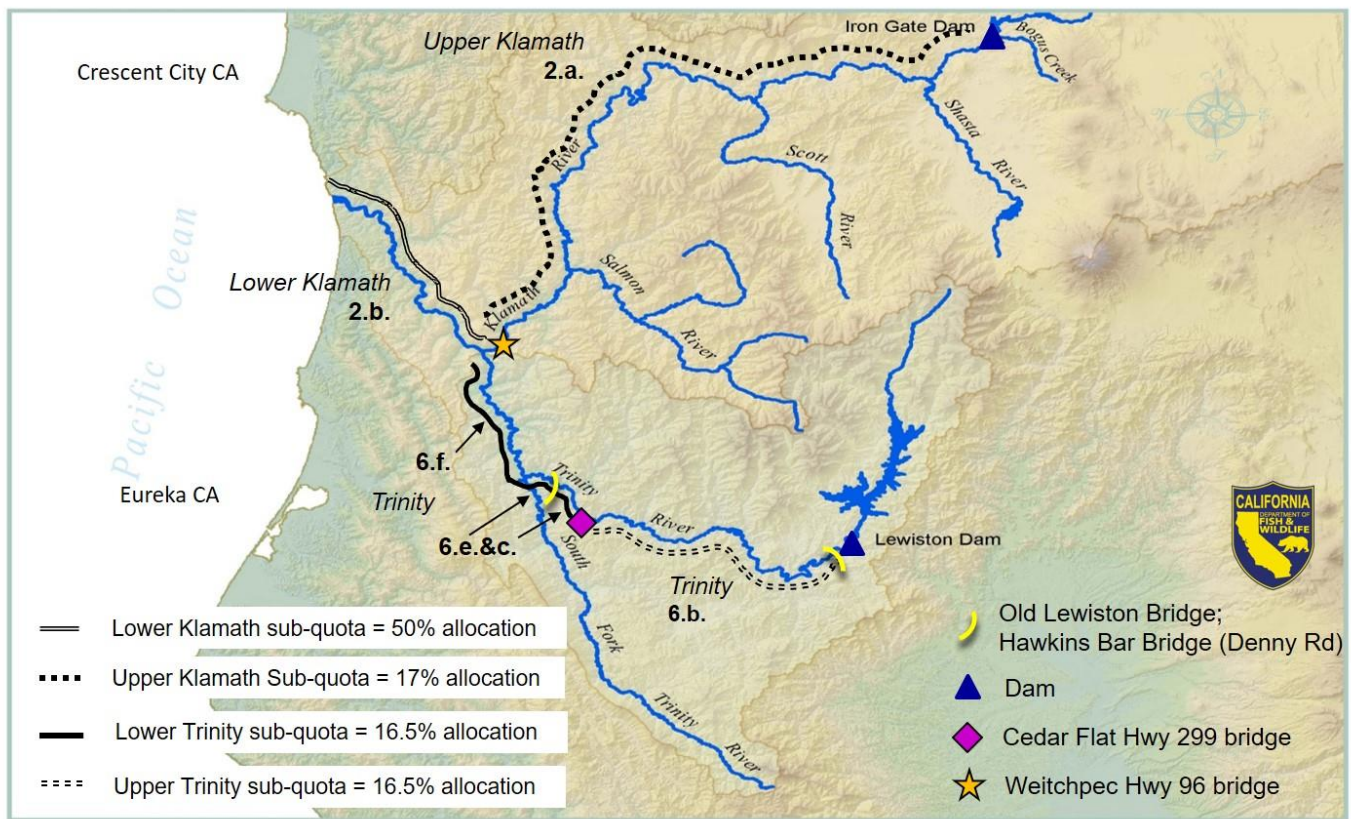 Iron Gate Dam
Bogus Creek
Upper Klamath
2.a.
Crescent City CA
River
Shasta
River
Scott
River
Pacific Ocean
Lower Klamath
2.b.
Klamath
Salmon
River
6.f.
Trinity
Eureka CA
Trinity
River
6.e.&c.
South
Fork
Trinity
River
Lewiston Dam
Trinity
6.b.
CALIFORNIA
DEPARTMENT OF
FISH &
WILDLIFE
Lower Klamath sub-quota = 50% allocation
Upper Klamath Sub-quota = 17% allocation
Lower Trinity sub-quota = 16.5% allocation
Upper Trinity sub-quota = 16.5% allocation
Old Lewiston Bridge;
Hawkins Bar Bridge (Denny Rd)
Dam
Cedar Flat Hwy 299 bridge
Weitchpec Hwy 96 bridge